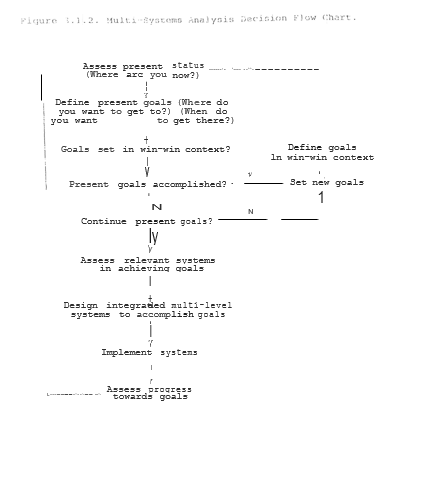 Figure 1.1.2. Multi-Systems Analysis Decision Flow Chart.
Assess present status
(Where are you now?)
Define present goals (Where do
you want to get to?) (When do
you want to get there?)
Goals set in win-win context?
Define goals
ln win-win context
y
Present goals accomplished?
y
Set new goals
N
Continue present goals?
N
y
Assess relevant systems
in achieving goals
Design integrated multi-level
systems to accomplish goals
Implement systems
Assess progress
towards goals